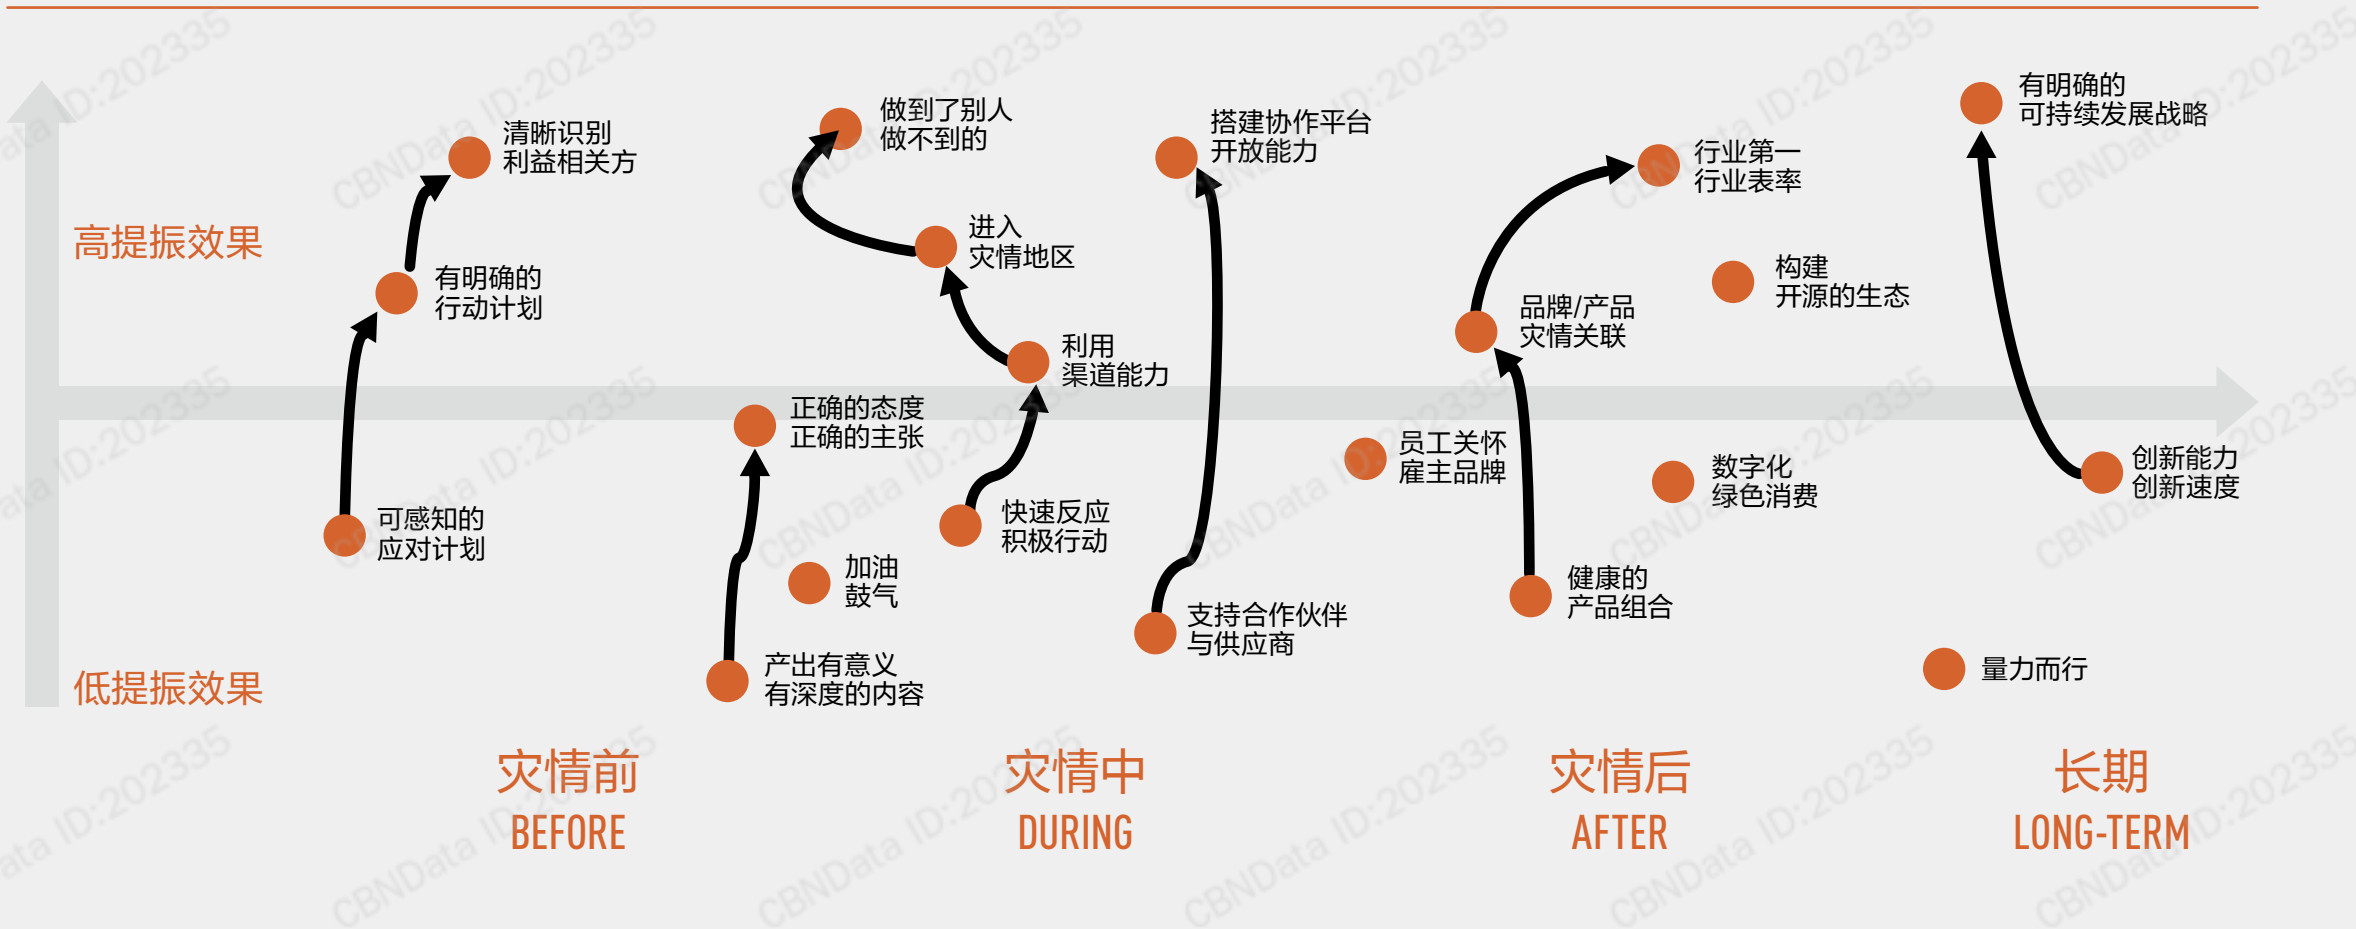 高提振效果
低提振效果
清晰识别
利益相关方
有明确的
行动计划
可感知的
应对计划
做到了别人
做不到的
进入
灾情地区
利用
渠道能力
正确的态度
正确的主张
快速反应
积极行动
加油
鼓气
产出有意义
有深度的内容
搭建协作平台
开放能力
支持合作伙伴
与供应商
行业第一
行业表率
构建
开源的生态
品牌/产品
灾情关联
员工关怀
雇主品牌
数字化
绿色消费
健康的
产品组合
有明确的
可持续发展战略
创新能力
创新速度
量力而行
灾情前
BEFORE
灾情中
DURING
灾情后
AFTER
长期
LONG-TERM
CBNData ID:202335